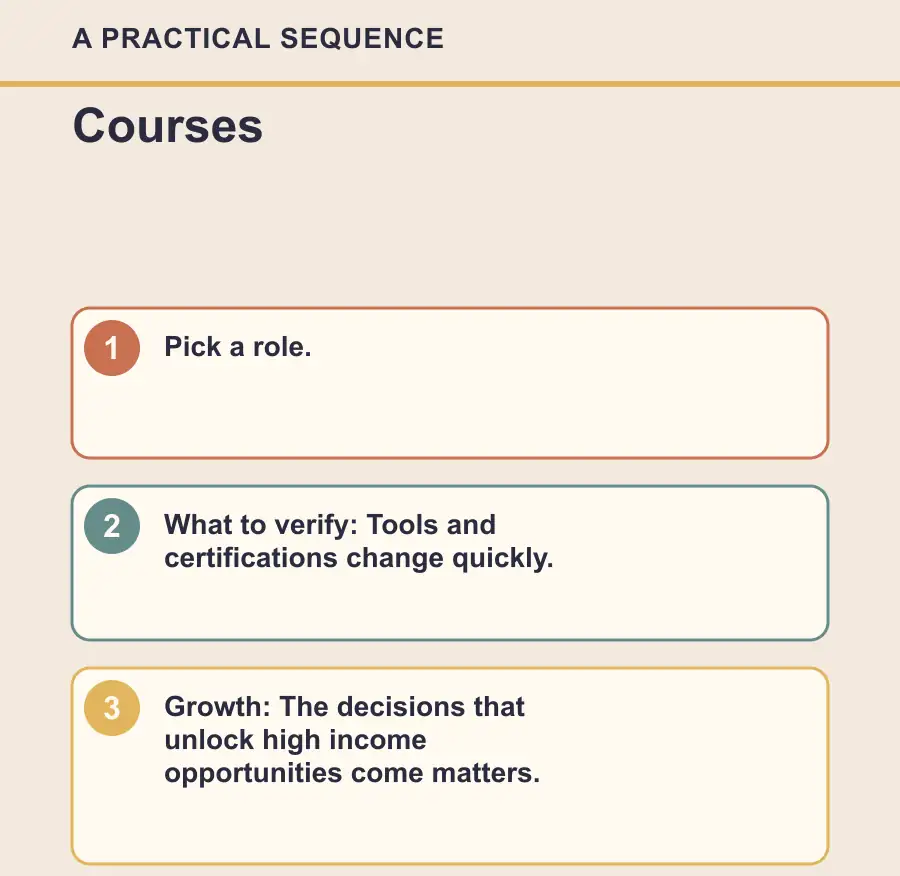 A PRACTICAL SEQUENCE
Courses
1
Pick a role.
2
What to verify: Tools and
certifications change quickly.
3
Growth: The decisions that
unlock high income
opportunities come matters.